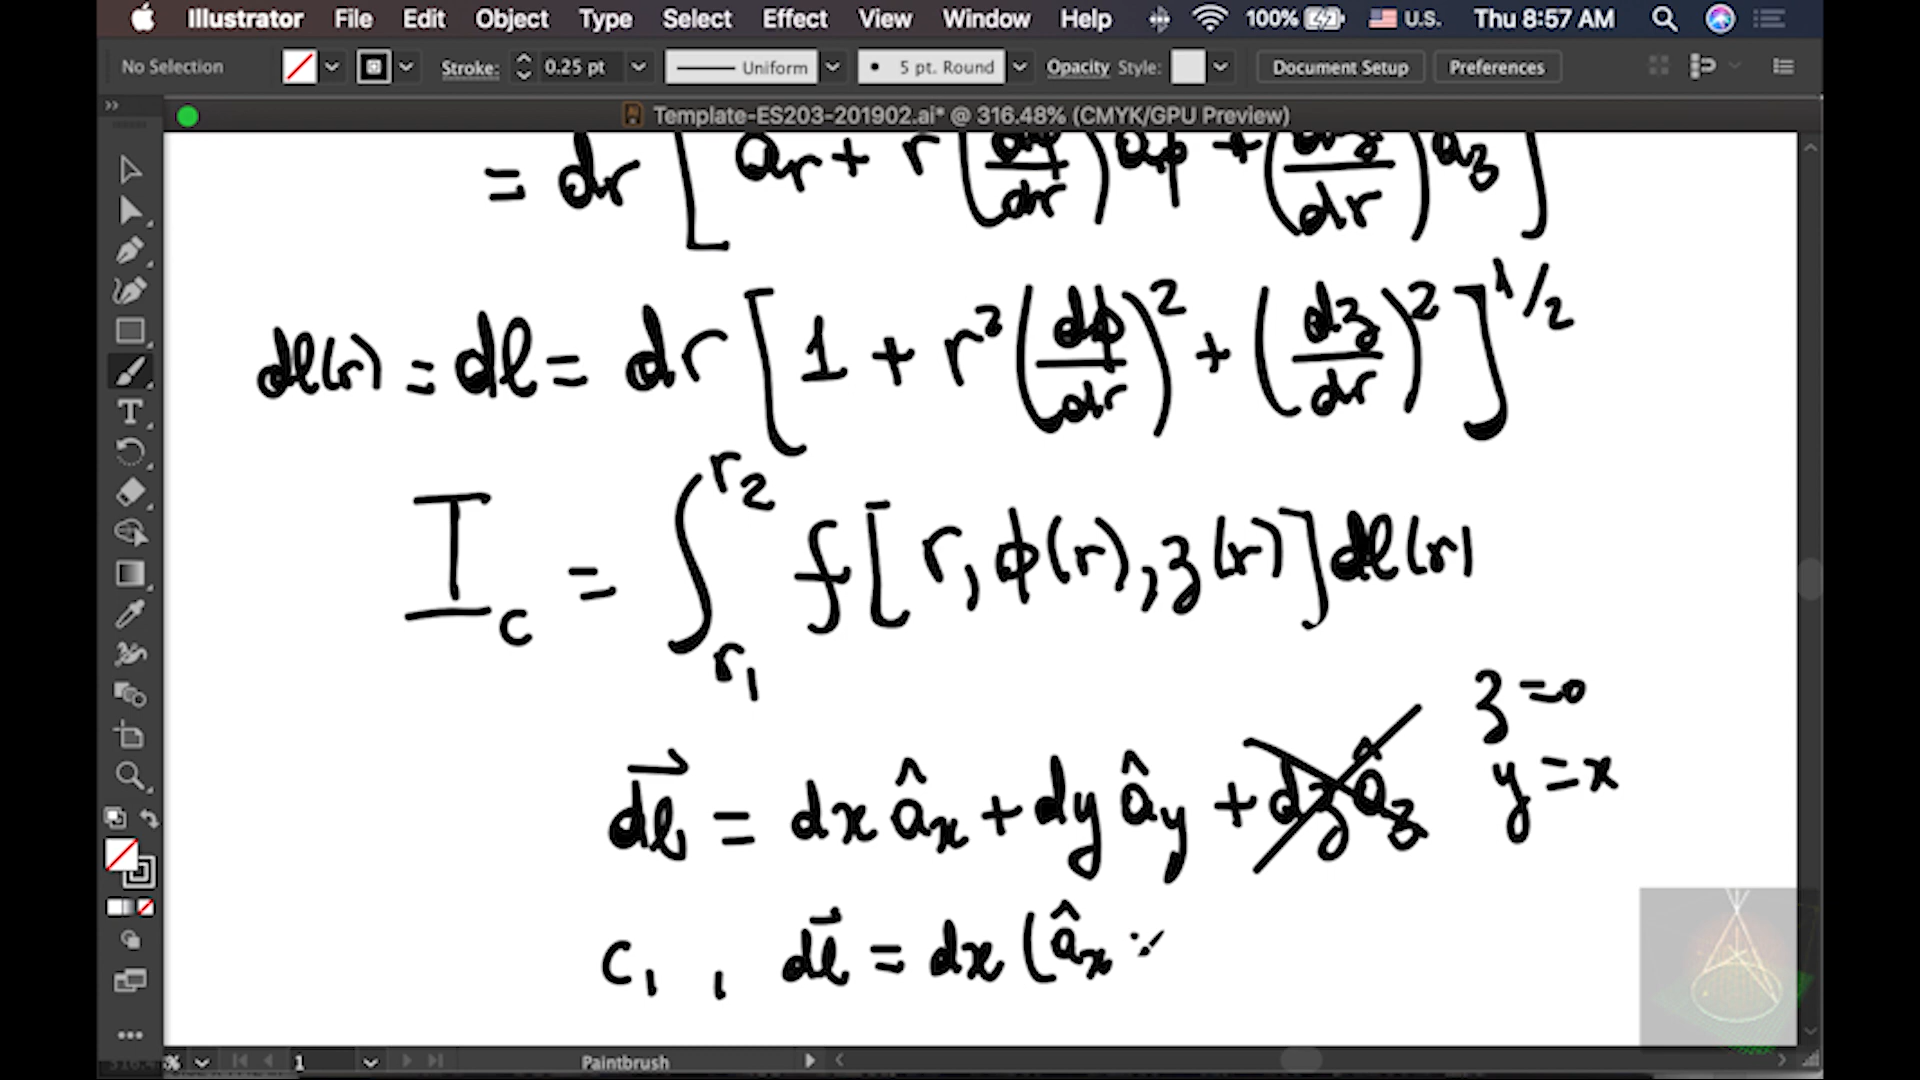 Illustrator File Edit Object Type Select Effect View Window Help 100% U.S. Thu 8:57 AM
No Selection Stroke: 0.25 pt Uniform 5 pt. Round Opacity Style: Document Setup Preferences
Template-ES203-201902.ai* @ 316.48% (CMYK/GPU Preview)
= dr [ ar + r (dφ/dr) aφ + (dz/dr) az ]
dl(r) = dl = dr [ 1 + r² (dφ/dr)² + (dz/dr)² ]^1/2
I_c = ∫_r1^r2 f [ r, φ(r), z(r) ] dl(r)
z = 0
y = x
dl⃗ = dx âx + dy ây + dz âz
c1 , dl⃗ = dx ( âx
1 Paintbrush